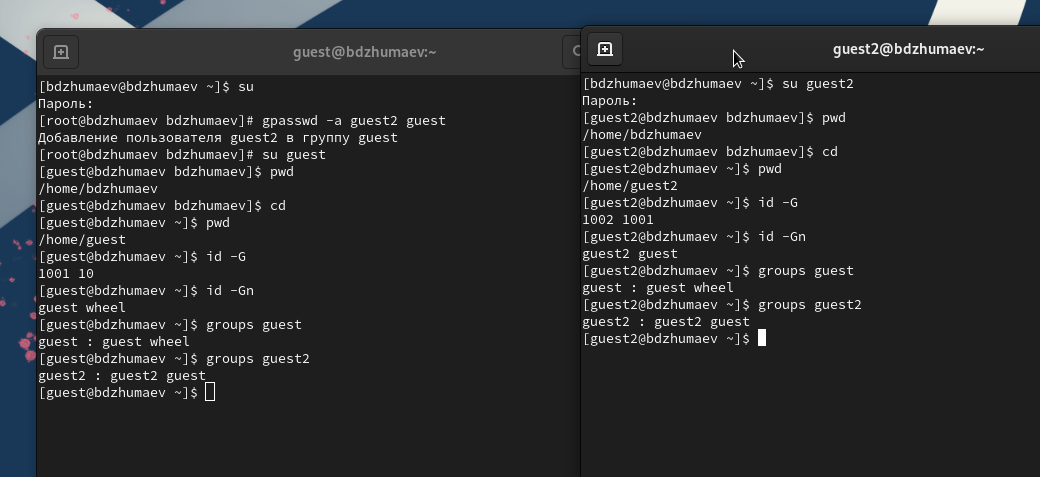 guest@bdzhumaev:~
[bdzhumaev@bdzhumaev ~]$ su
Пароль:
[root@bdzhumaev bdzhumaev]# gpasswd -a guest2 guest
Добавление пользователя guest2 в группу guest
[root@bdzhumaev bdzhumaev]# su guest
[guest@bdzhumaev bdzhumaev]$ pwd
/home/bdzhumaev
[guest@bdzhumaev bdzhumaev]$ cd
[guest@bdzhumaev ~]$ pwd
/home/guest
[guest@bdzhumaev ~]$ id -G
1001 10
[guest@bdzhumaev ~]$ id -Gn
guest wheel
[guest@bdzhumaev ~]$ groups guest
guest : guest wheel
[guest@bdzhumaev ~]$ groups guest2
guest2 : guest2 guest
[guest@bdzhumaev ~]$
guest2@bdzhumaev:~
[bdzhumaev@bdzhumaev ~]$ su guest2
Пароль:
[guest2@bdzhumaev bdzhumaev]$ pwd
/home/bdzhumaev
[guest2@bdzhumaev bdzhumaev]$ cd
[guest2@bdzhumaev ~]$ pwd
/home/guest2
[guest2@bdzhumaev ~]$ id -G
1002 1001
[guest2@bdzhumaev ~]$ id -Gn
guest2 guest
[guest2@bdzhumaev ~]$ groups guest
guest : guest wheel
[guest2@bdzhumaev ~]$ groups guest2
guest2 : guest2 guest
[guest2@bdzhumaev ~]$